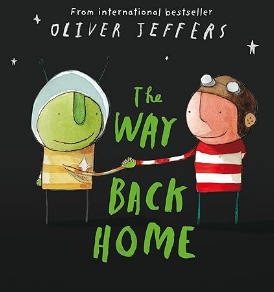 From international bestseller
OLIVER JEFFERS
The
WAY
BACK
HOME